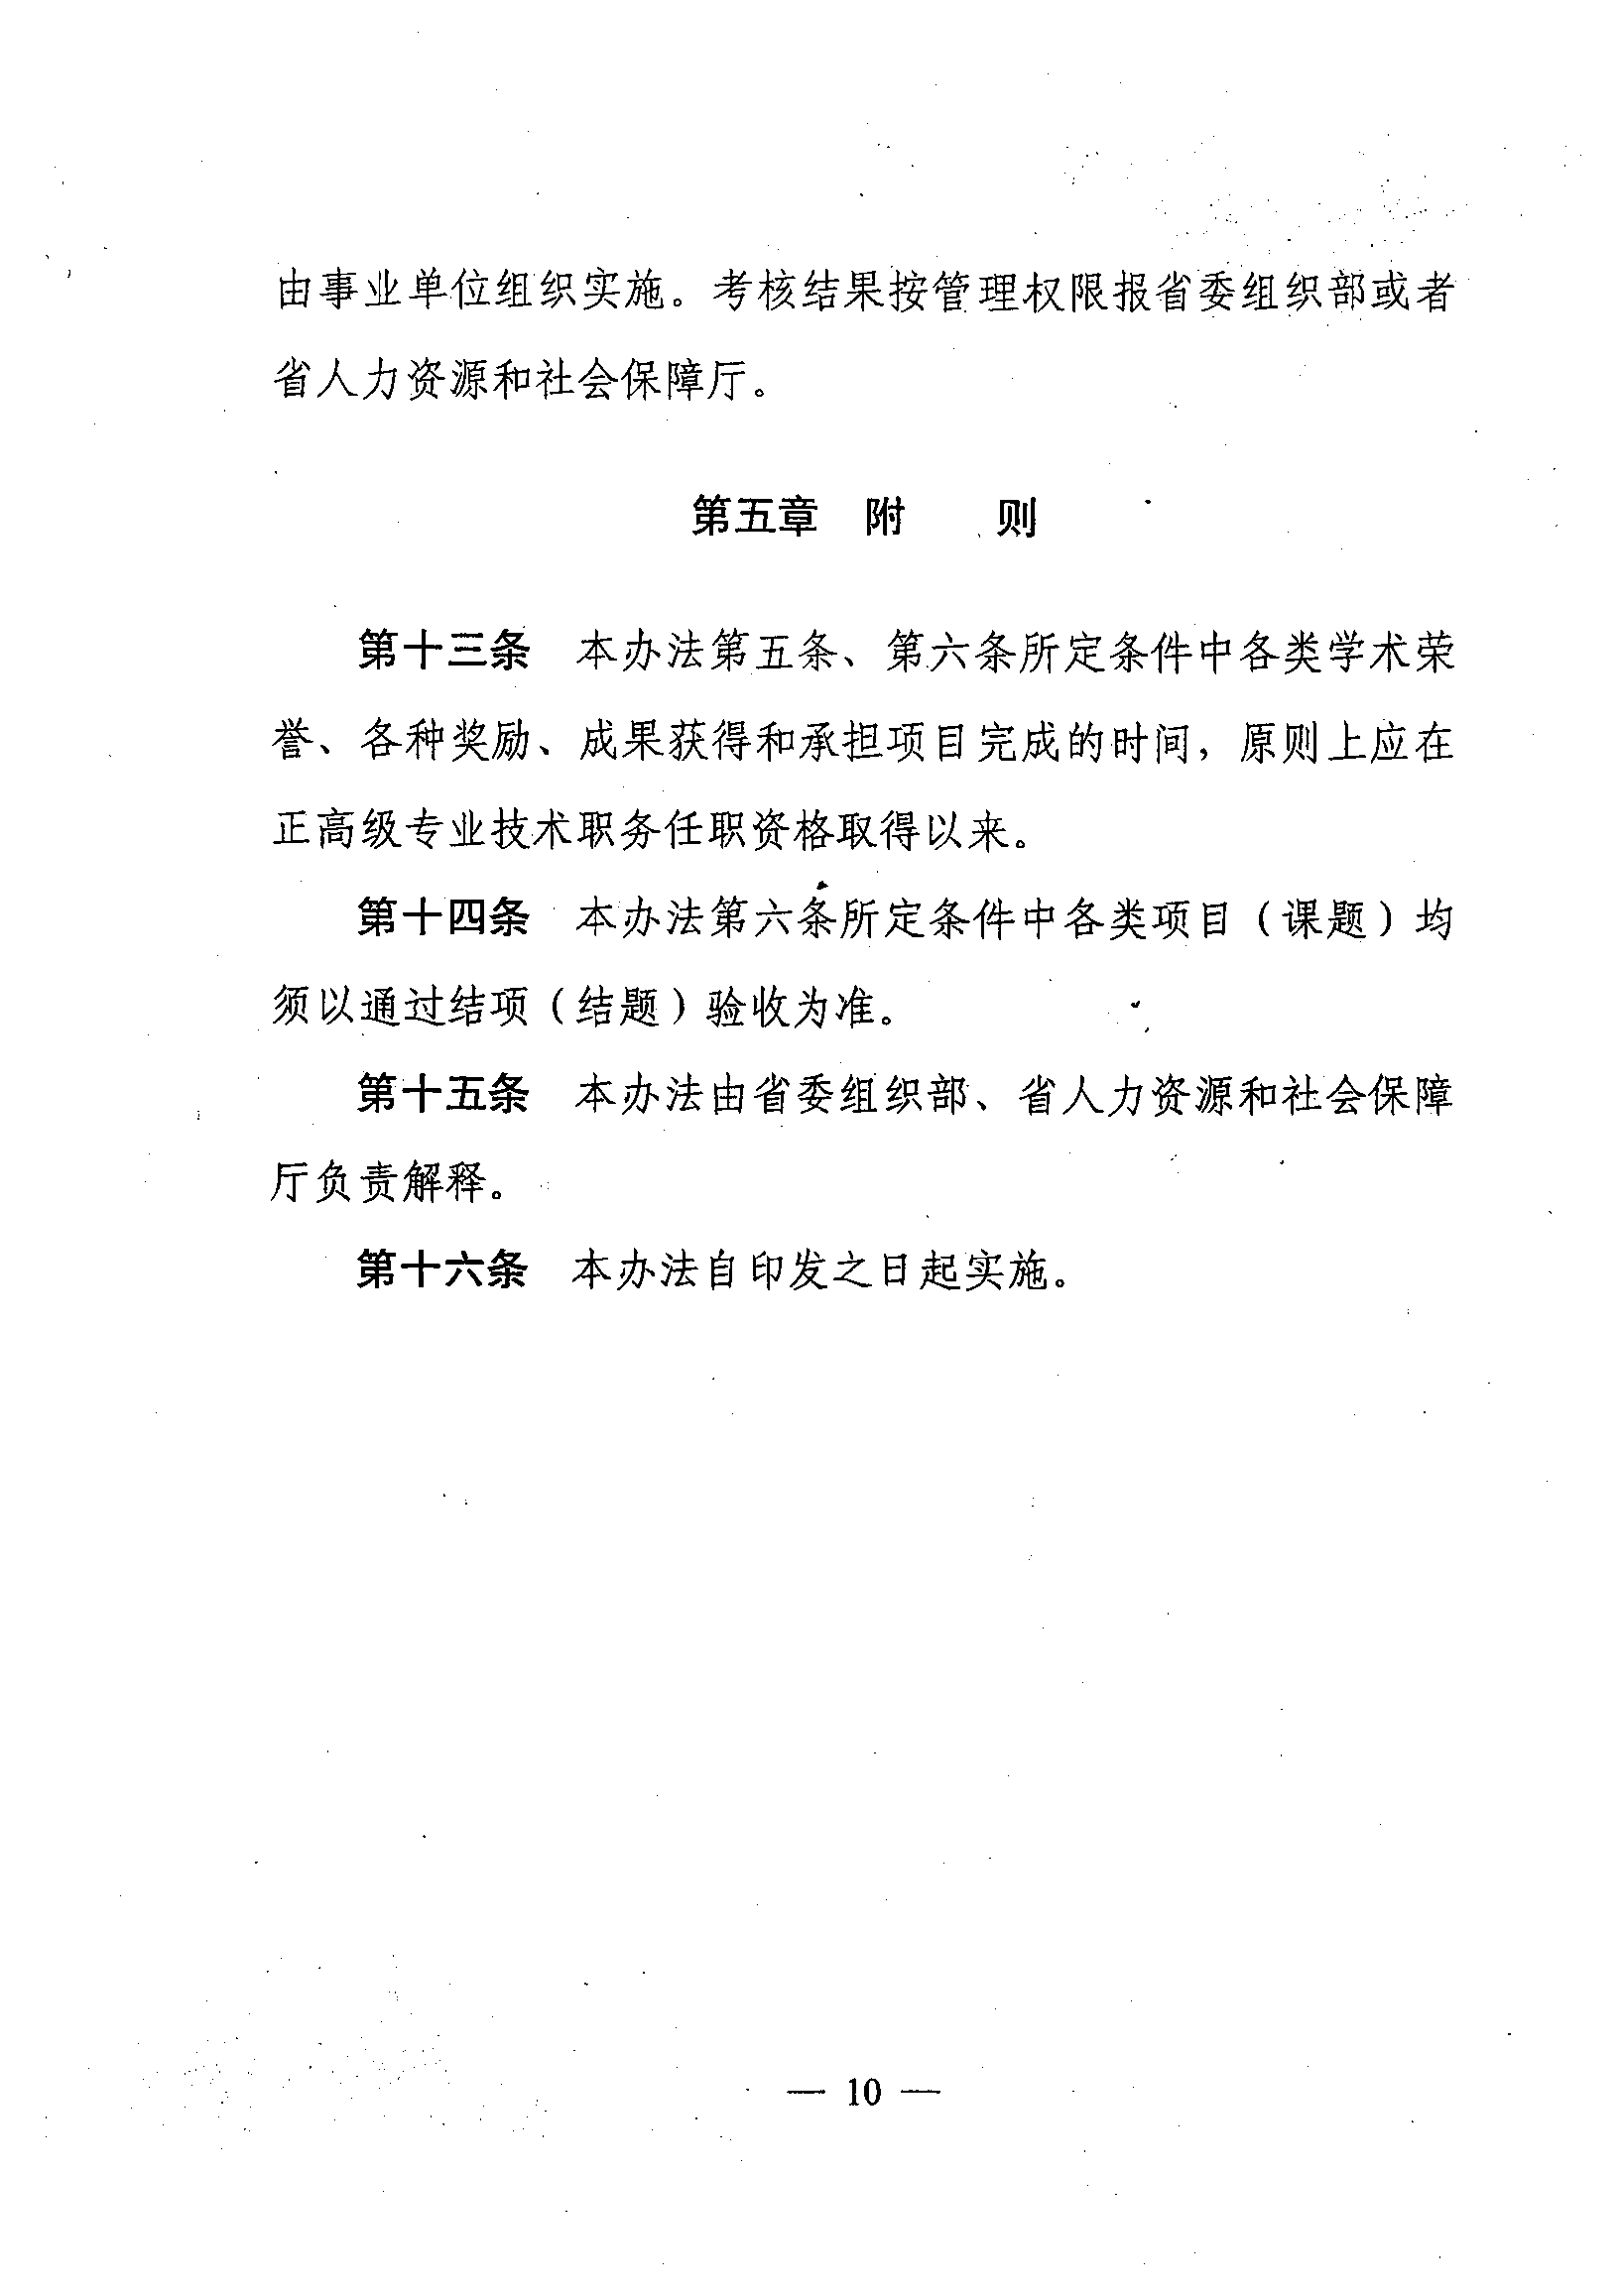 由事业单位组织实施。考核结果按管理权限报省委组织部或者
省人力资源和社会保障厅。
第五章 附 则
第十三条 本办法第五条、第六条所定条件中各类学术荣
誉、各种奖励、成果获得和承担项目完成的时间，原则上应在
正高级专业技术职务任职资格取得以来。
第十四条 本办法第六条所定条件中各类项目（课题）均
须以通过结项（结题）验收为准。
第十五条 本办法由省委组织部、省人力资源和社会保障
厅负责解释。
第十六条 本办法自印发之日起实施。
— 10 —